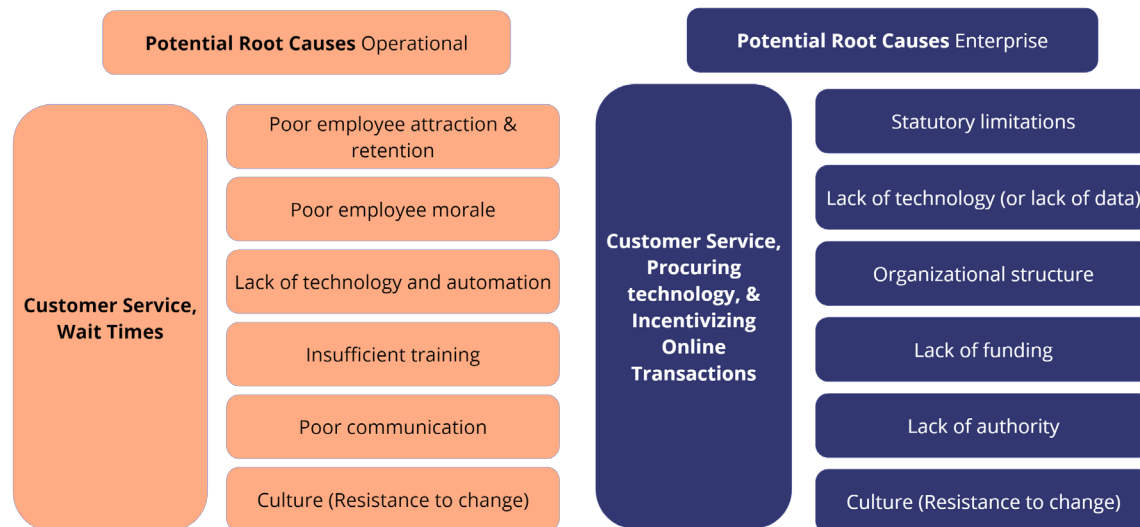 Potential Root Causes Operational
Customer Service,
Wait Times
Poor employee attraction &
retention
Poor employee morale
Lack of technology and automation
Insufficient training
Poor communication
Culture (Resistance to change)
Potential Root Causes Enterprise
Customer Service,
Procuring
technology, &
Incentivizing
Online
Transactions
Statutory limitations
Lack of technology (or lack of data)
Organizational structure
Lack of funding
Lack of authority
Culture (Resistance to change)